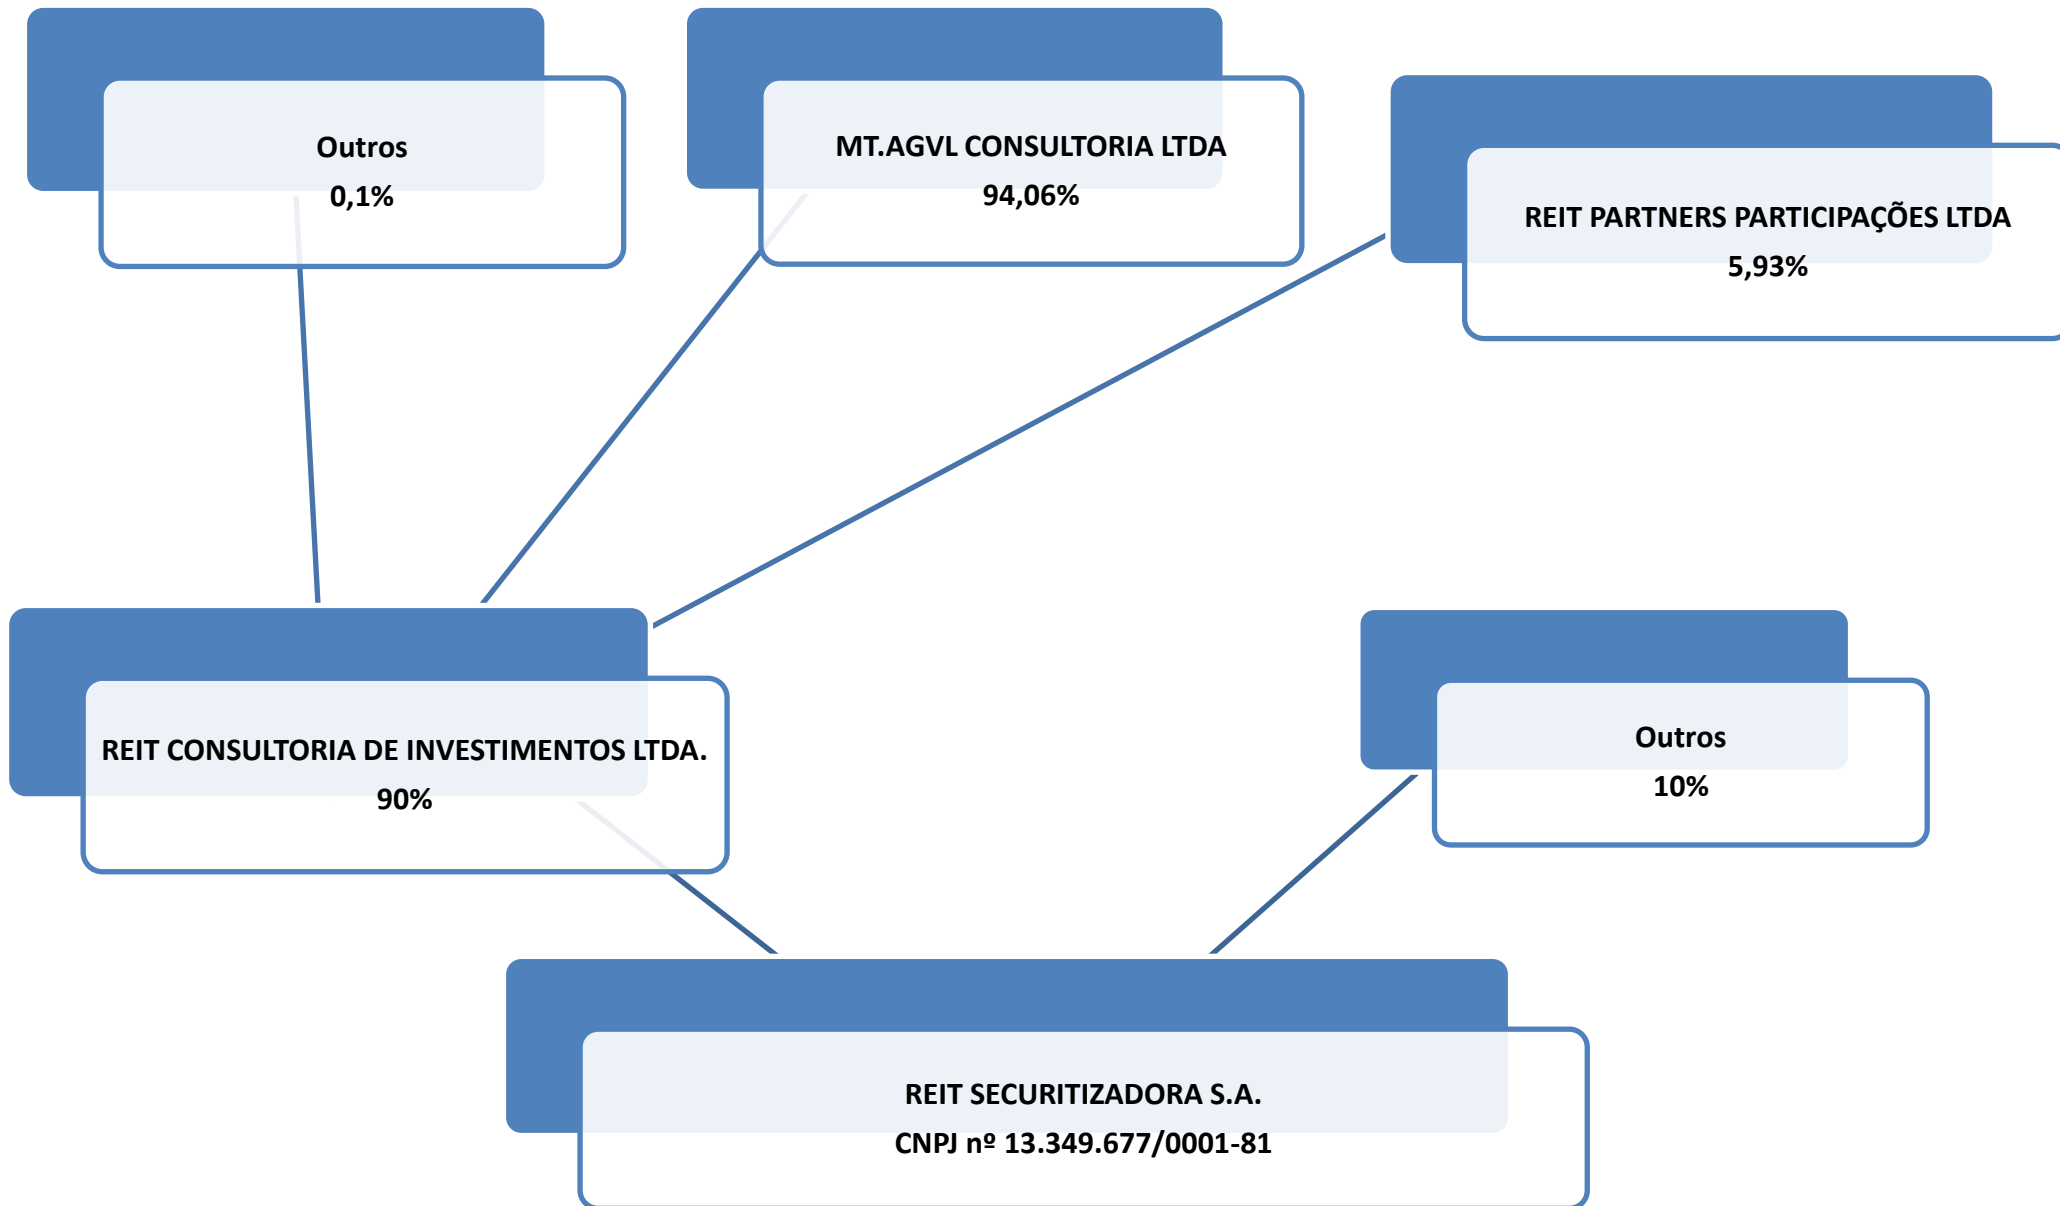 Outros
0,1%
MT.AGVL CONSULTORIA LTDA
94,06%
REIT PARTNERS PARTICIPAÇÕES LTDA
5,93%
REIT CONSULTORIA DE INVESTIMENTOS LTDA.
90%
Outros
10%
REIT SECURITIZADORA S.A.
CNPJ nº 13.349.677/0001-81